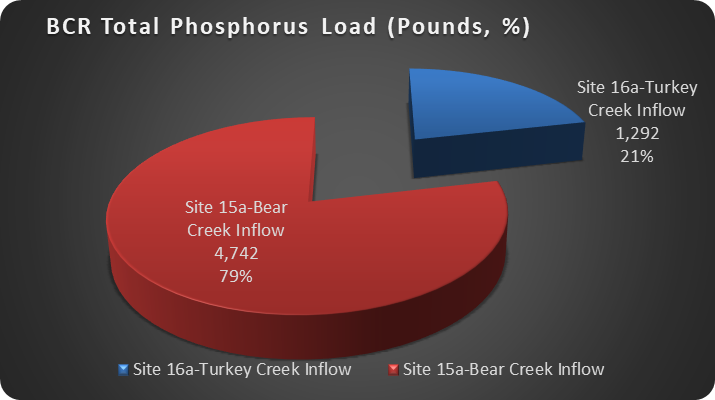 BCR Total Phosphorus Load (Pounds, %)
Site 16a-Turkey
Creek Inflow
1,292
21%
Site 15a-Bear
Creek Inflow
4,742
79%
Site 16a-Turkey Creek Inflow
Site 15a-Bear Creek Inflow